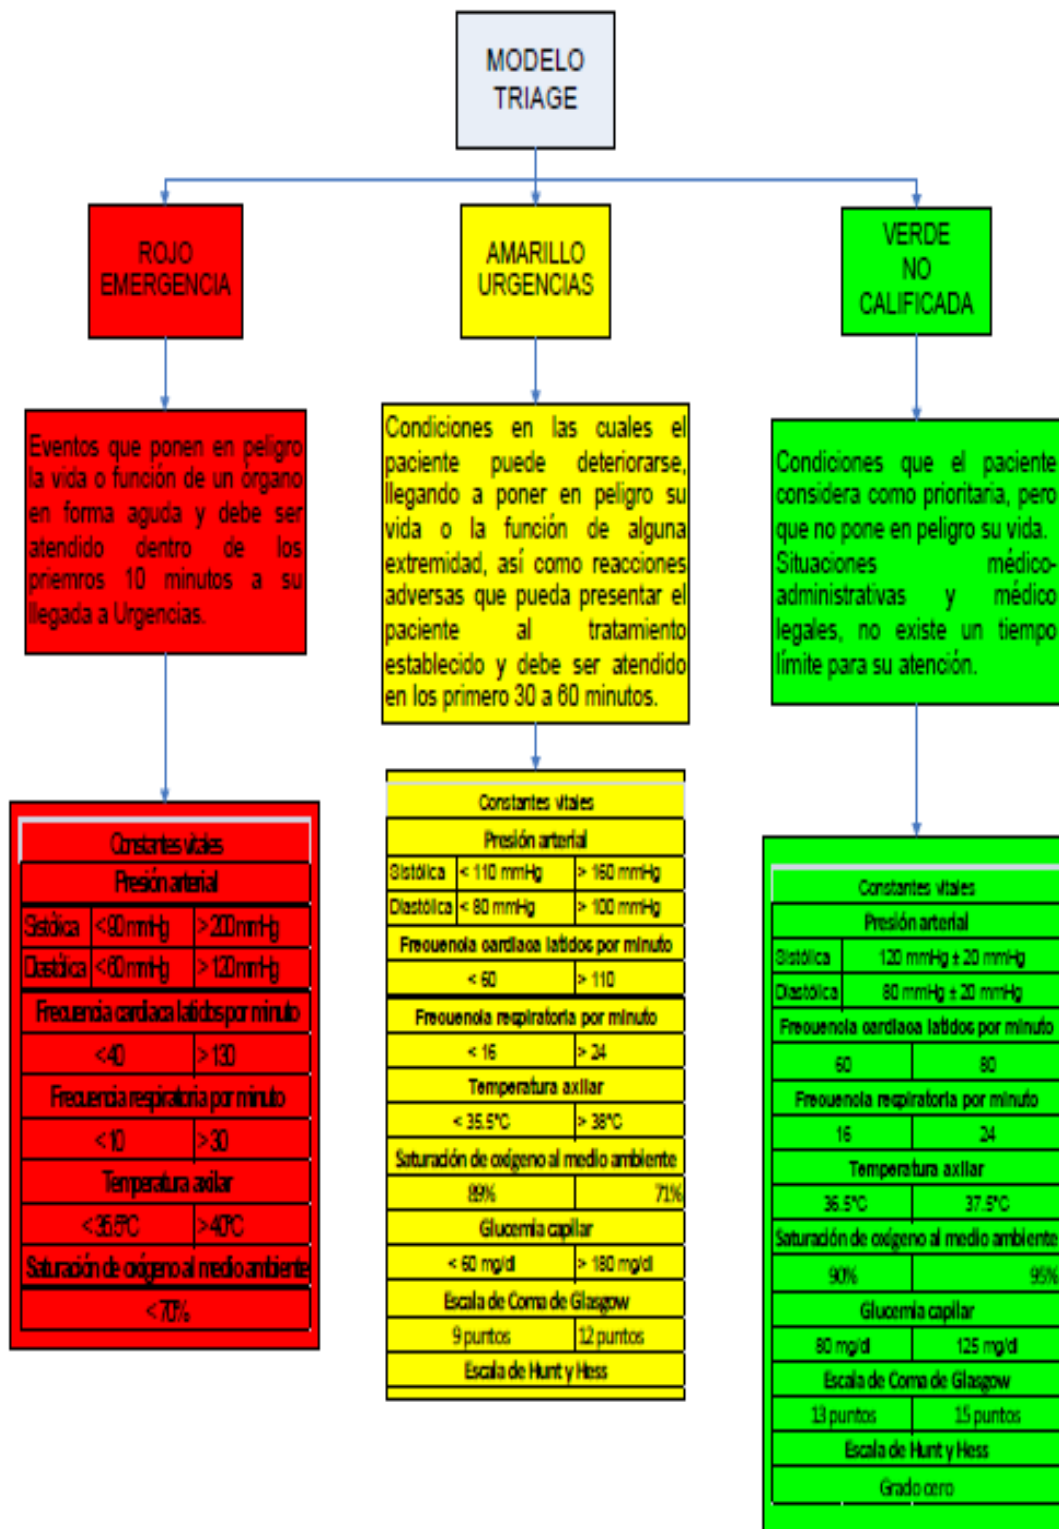 MODELO
TRIAGE
ROJO
EMERGENCIA
AMARILLO
URGENCIAS
VERDE
NO
CALIFICADA
Eventos que ponen en peligro
la vida o función de un órgano
en forma aguda y debe ser
atendido dentro de los
priemros 10 minutos a su
llegada a Urgencias.
Condiciones en las cuales el
paciente puede deteriorarse,
llegando a poner en peligro su
vida o la función de alguna
extremidad, así como reacciones
adversas que pueda presentar el
paciente al tratamiento
establecido y debe ser atendido
en los primero 30 a 60 minutos.
Condiciones que el paciente
considera como prioritaria, pero
que no pone en peligro su vida.
Situaciones médico-
administrativas y médico
legales, no existe un tiempo
límite para su atención.
Constantes vitales
Presión arterial
Sistólica < 90 mmHg > 200 mmHg
Diastólica < 60 mmHg > 120 mmHg
Frecuencia cardiaca latidos por minuto
< 40 > 130
Frecuencia respiratoria por minuto
< 10 > 30
Temperatura axilar
< 35.5°C > 40°C
Saturación de oxígeno al medio ambiente
< 70%
Constantes vitales
Presión arterial
Sistólica < 110 mmHg > 160 mmHg
Diastólica < 80 mmHg > 100 mmHg
Frecuencia cardiaca latidos por minuto
< 60 > 110
Frecuencia respiratoria por minuto
< 16 > 24
Temperatura axilar
< 35.5°C > 38°C
Saturación de oxígeno al medio ambiente
89% 71%
Glucemia capilar
< 60 mg/dl > 180 mg/dl
Escala de Coma de Glasgow
9 puntos 12 puntos
Escala de Hunt y Hess
Constantes vitales
Presión arterial
Sistólica 120 mmHg ± 20 mmHg
Diastólica 80 mmHg ± 20 mmHg
Frecuencia cardiaca latidos por minuto
60 80
Frecuencia respiratoria por minuto
16 24
Temperatura axilar
36.5°C 37.5°C
Saturación de oxígeno al medio ambiente
90% 95%
Glucemia capilar
80 mg/dl 125 mg/dl
Escala de Coma de Glasgow
13 puntos 15 puntos
Escala de Hunt y Hess
Grado cero